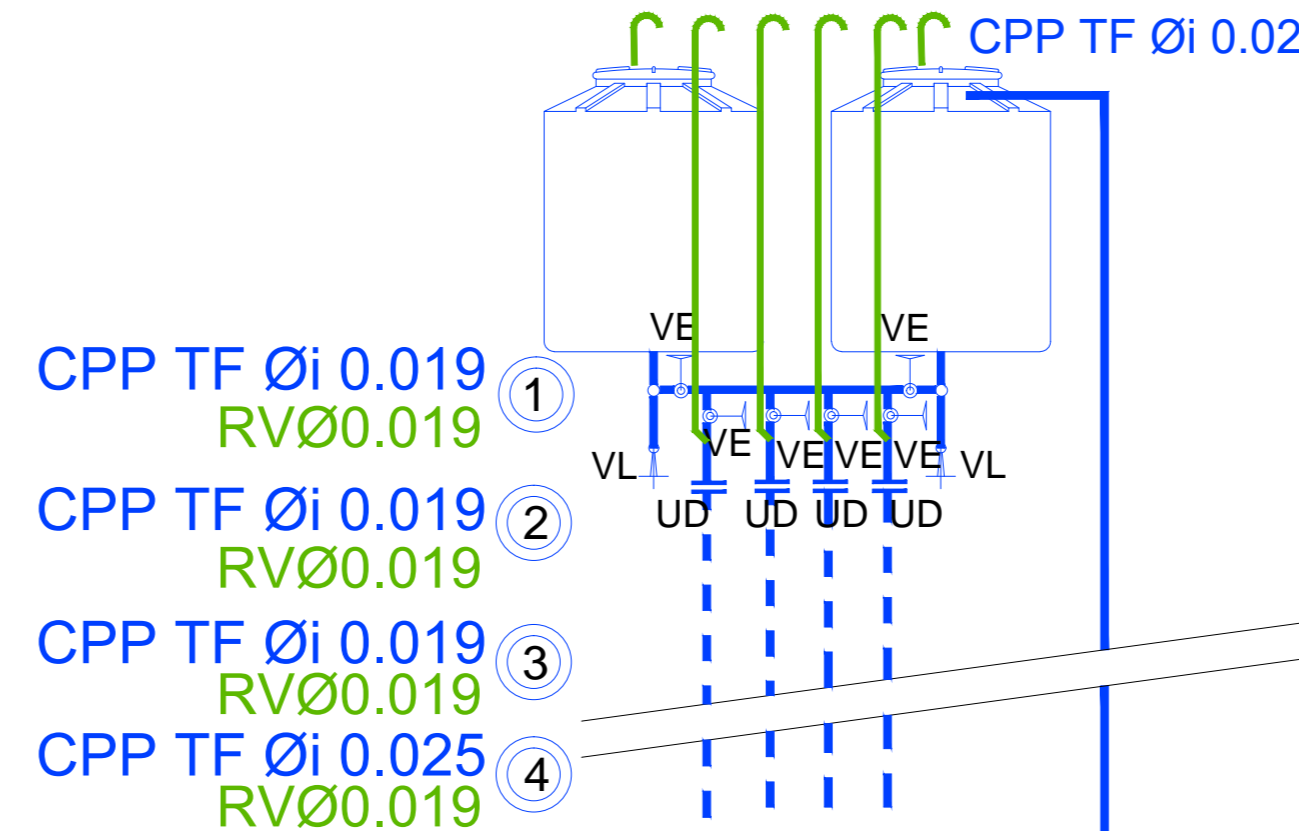 CPP TF Øi 0.02
VE VE
CPP TF Øi 0.019 1
RVØ0.019
VE VE VE VE
VL VL
CPP TF Øi 0.019 2
RVØ0.019
UD UD UD UD
CPP TF Øi 0.019 3
RVØ0.019
CPP TF Øi 0.025 4
RVØ0.019